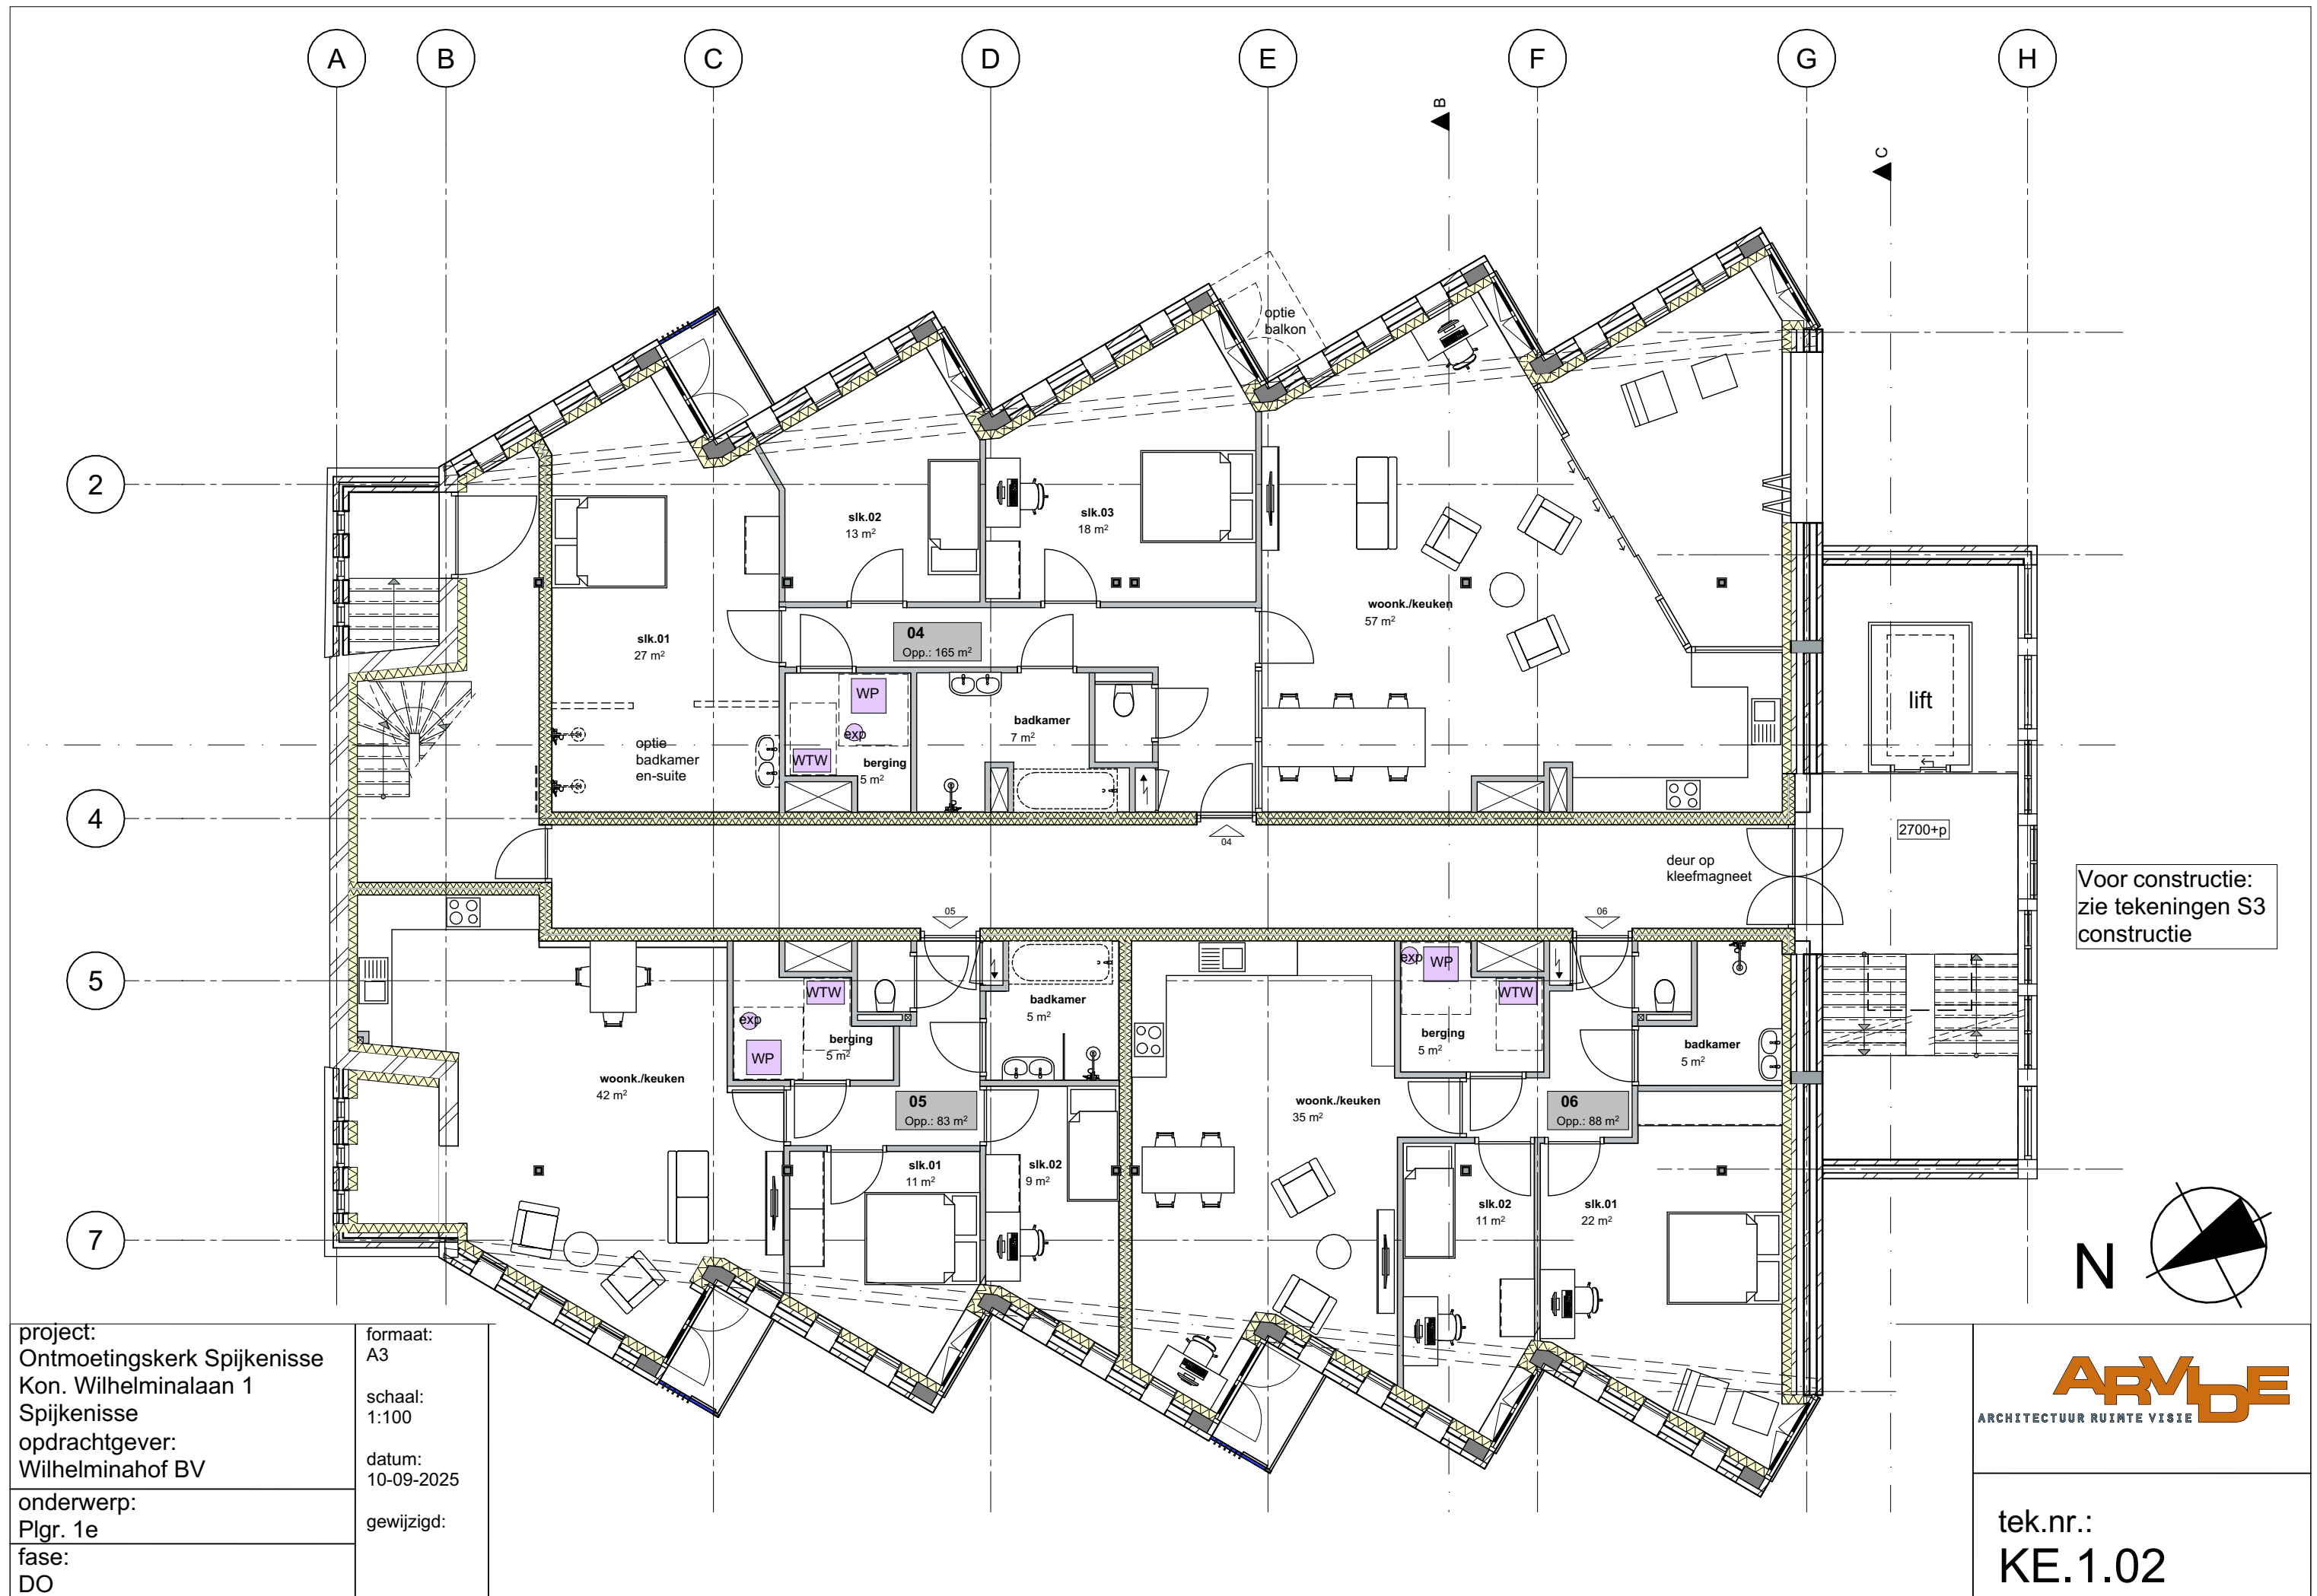 A
B
C
D
E
F
G
H
B
C
2
4
5
7
optie
balkon
slk.02
13 m²
slk.03
18 m²
slk.01
27 m²
woonk./keuken
57 m²
04
Opp.: 165 m²
WP
exp
WTW
berging
5 m²
badkamer
7 m²
optie
badkamer
en-suite
lift
2700+p
04
deur op
kleefmagneet
05
06
Voor constructie:
zie tekeningen S3
constructie
WTW
exp
WP
berging
5 m²
badkamer
5 m²
exp
WP
WTW
berging
5 m²
badkamer
5 m²
woonk./keuken
42 m²
05
Opp.: 83 m²
woonk./keuken
35 m²
06
Opp.: 88 m²
slk.01
11 m²
slk.02
9 m²
slk.02
11 m²
slk.01
22 m²
N
project:
Ontmoetingskerk Spijkenisse
Kon. Wilhelminalaan 1
Spijkenisse
opdrachtgever:
Wilhelminahof BV
onderwerp:
Plgr. 1e
fase:
DO
formaat:
A3
schaal:
1:100
datum:
10-09-2025
gewijzigd:
ARVIDE
ARCHITECTUUR RUIMTE VISIE
tek.nr.:
KE.1.02